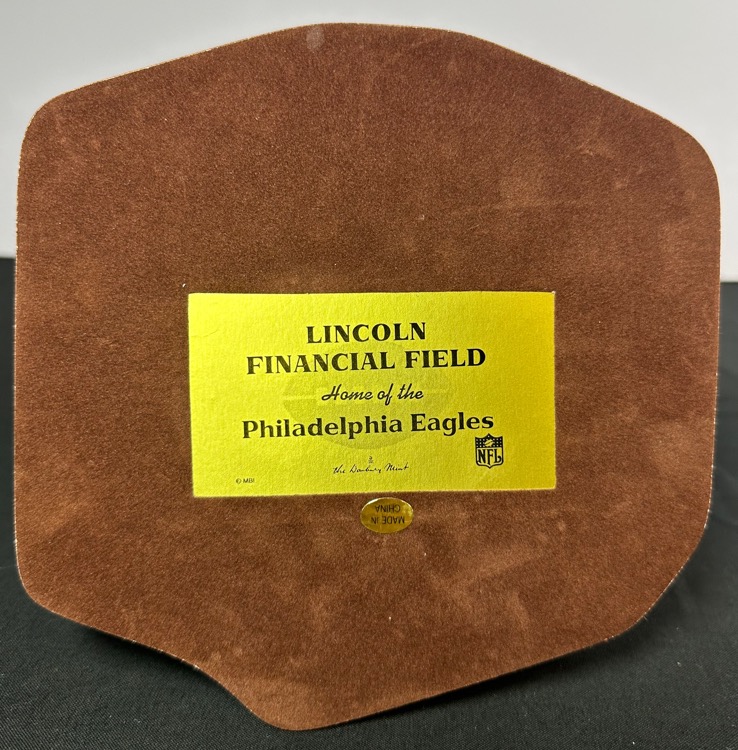 LINCOLN
FINANCIAL FIELD
Home of the
Philadelphia Eagles
NFL
The Danbury Mint
© MBI
MADE IN
CHINA